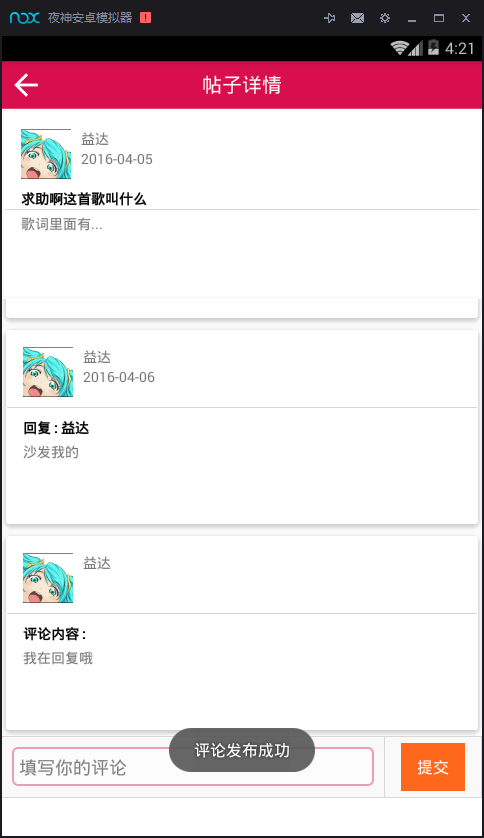 nox 夜神安卓模拟器
4:21
帖子详情
益达
2016-04-05
求助啊这首歌叫什么
歌词里面有...
益达
2016-04-06
回复 : 益达
沙发我的
益达
评论内容 :
我在回复哦
填写你的评论
评论发布成功
提交